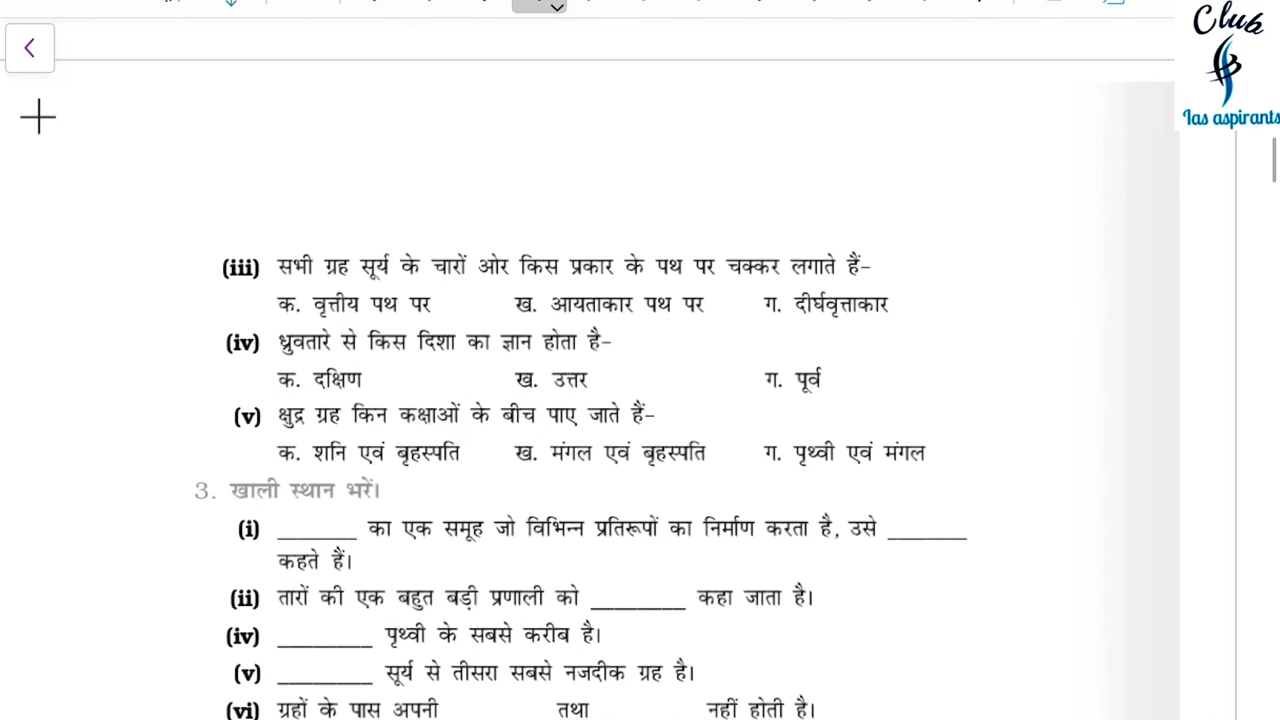 Club
Ias aspirants
(iii) सभी ग्रह सूर्य के चारों ओर किस प्रकार के पथ पर चक्कर लगाते हैं-
क. वृत्तीय पथ पर ख. आयताकार पथ पर ग. दीर्घवृत्ताकार
(iv) ध्रुवतारे से किस दिशा का ज्ञान होता है-
क. दक्षिण ख. उत्तर ग. पूर्व
(v) क्षुद्र ग्रह किन कक्षाओं के बीच पाए जाते हैं-
क. शनि एवं बृहस्पति ख. मंगल एवं बृहस्पति ग. पृथ्वी एवं मंगल
3. खाली स्थान भरें।
(i) _______ का एक समूह जो विभिन्न प्रतिरूपों का निर्माण करता है, उसे _______
कहते हैं।
(ii) तारों की एक बहुत बड़ी प्रणाली को ________ कहा जाता है।
(iv) ________ पृथ्वी के सबसे करीब है।
(v) ________ सूर्य से तीसरा सबसे नजदीक ग्रह है।
(vi) ग्रहों के पास अपनी तथा नहीं होती है।